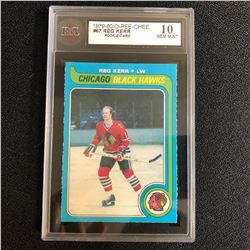 1979-80 O-PEE-CHEE
#67 REG KERR
ROOKIE CARD
10
GEM MINT
REG KERR • LW
CHICAGO BLACK HAWKS